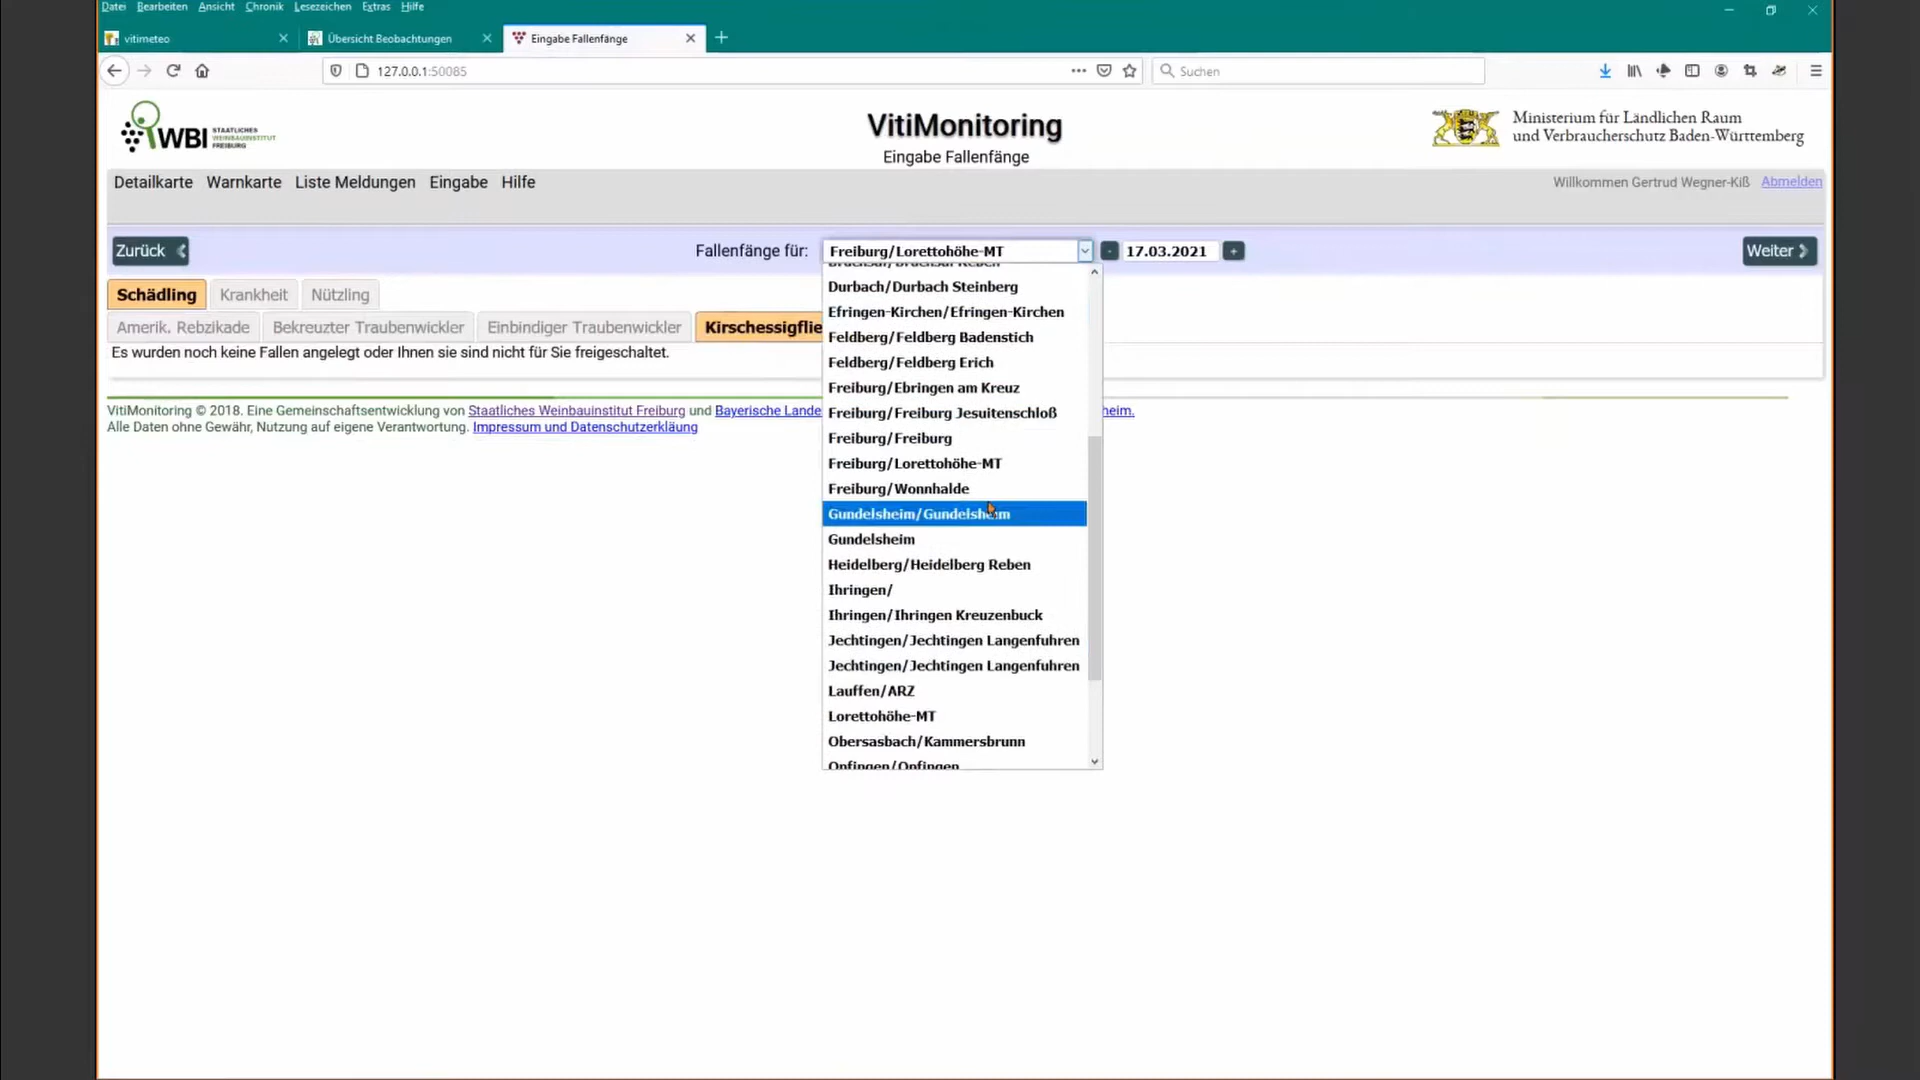 Datei Bearbeiten Ansicht Chronik Lesezeichen Extras Hilfe
vitimeteo Übersicht Beobachtungen Eingabe Fallenfänge
127.0.0.1:50085 Suchen
WBI STAATLICHES WEINBAUINSTITUT FREIBURG
VitiMonitoring
Eingabe Fallenfänge
Ministerium für Ländlichen Raum
und Verbraucherschutz Baden-Württemberg
Detailkarte Warnkarte Liste Meldungen Eingabe Hilfe Willkommen Gertrud Wegner-Kiß Abmelden
Zurück Fallenfänge für: Freiburg/Lorettohöhe-MT - 17.03.2021 + Weiter
Schädling Krankheit Nützling
Amerik. Rebzikade Bekreuzter Traubenwickler Einbindiger Traubenwickler Kirschessigflie
Es wurden noch keine Fallen angelegt oder Ihnen sie sind nicht für Sie freigeschaltet.
VitiMonitoring © 2018. Eine Gemeinschaftsentwicklung von Staatliches Weinbauinstitut Freiburg und Bayerische Lande heim.
Alle Daten ohne Gewähr, Nutzung auf eigene Verantwortung. Impressum und Datenschutzerkläung
Durbach/Durbach Steinberg
Efringen-Kirchen/Efringen-Kirchen
Feldberg/Feldberg Badenstich
Feldberg/Feldberg Erich
Freiburg/Ebringen am Kreuz
Freiburg/Freiburg Jesuitenschloß
Freiburg/Freiburg
Freiburg/Lorettohöhe-MT
Freiburg/Wonnhalde
Gundelsheim/Gundelsheim
Gundelsheim
Heidelberg/Heidelberg Reben
Ihringen/
Ihringen/Ihringen Kreuzenbuck
Jechtingen/Jechtingen Langenfuhren
Jechtingen/Jechtingen Langenfuhren
Lauffen/ARZ
Lorettohöhe-MT
Obersasbach/Kammersbrunn
Opfingen/Opfingen